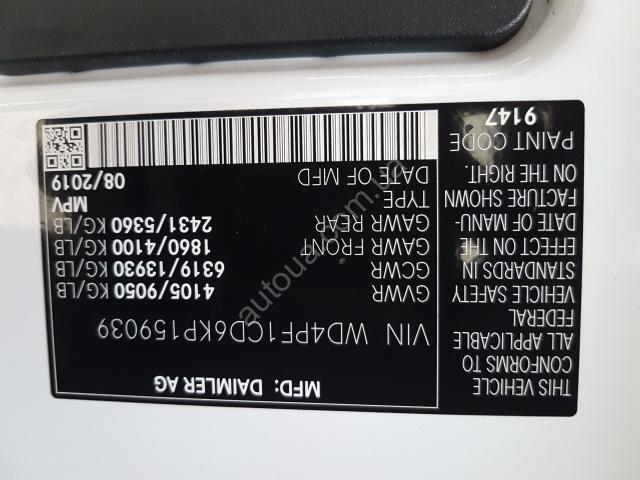 MFD: DAIMLER AG
VIN WD4PF1CD6KP159039
GVWR 4105/9050 KG/LB
GCWR 6319/13930 KG/LB
GAWR FRONT 1860/4100 KG/LB
GAWR REAR 2431/5360 KG/LB
TYPE MPV
DATE OF MFD 08/2019
THIS VEHICLE
CONFORMS TO
ALL APPLICABLE
FEDERAL
VEHICLE SAFETY
STANDARDS IN
EFFECT ON THE
DATE OF MANU-
FACTURE SHOWN
ON THE RIGHT.
PAINT CODE
9147
autoua.com.ua